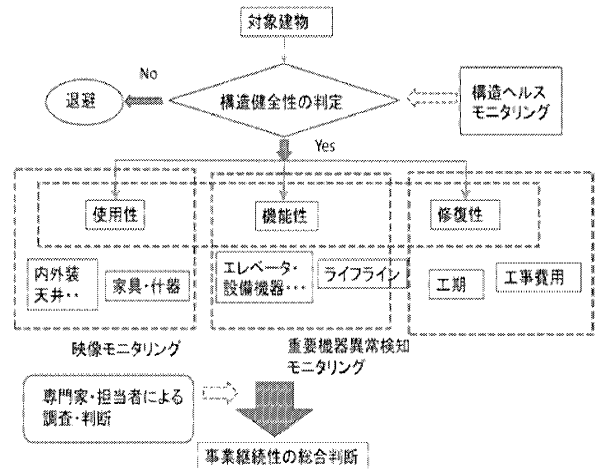 対象建物
No
退避
構造健全性の判定
構造ヘルス
モニタリング
Yes
使用性
機能性
修復性
内外装
天井・・
家具・什器
エレベータ・
設備機器・・・
ライフライン
工期
工事費用
映像モニタリング
重要機器異常検知
モニタリング
専門家・担当者による
調査・判断
事業継続性の総合判断